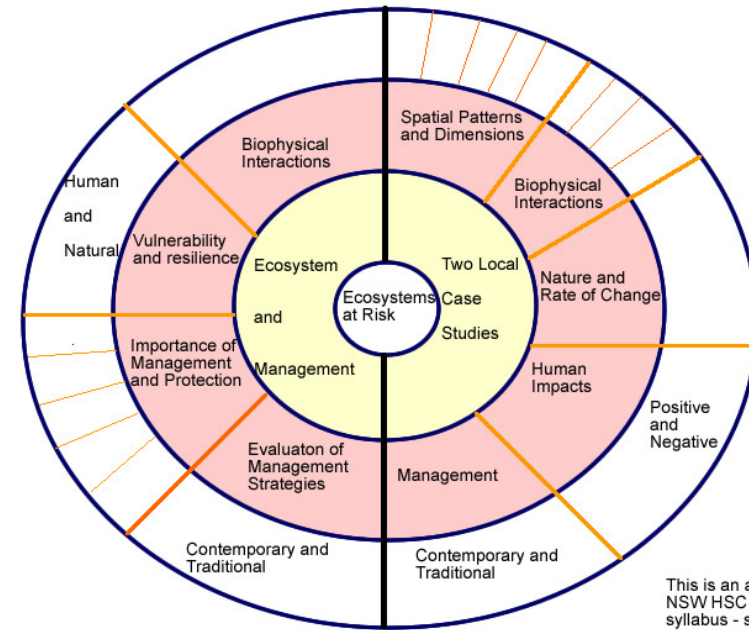 Ecosystems
at Risk
Ecosystem
and
Management
Two Local
Case
Studies
Spatial Patterns
and Dimensions
Biophysical
Interactions
Nature and
Rate of Change
Human
Impacts
Positive
and
Negative
Management
Contemporary and
Traditional
Biophysical
Interactions
Human
and
Natural
Vulnerability
and resilience
Importance of
Management
and Protection
Evaluaton of
Management
Strategies
Contemporary and
Traditional
This is an a
NSW HSC
syllabus - s